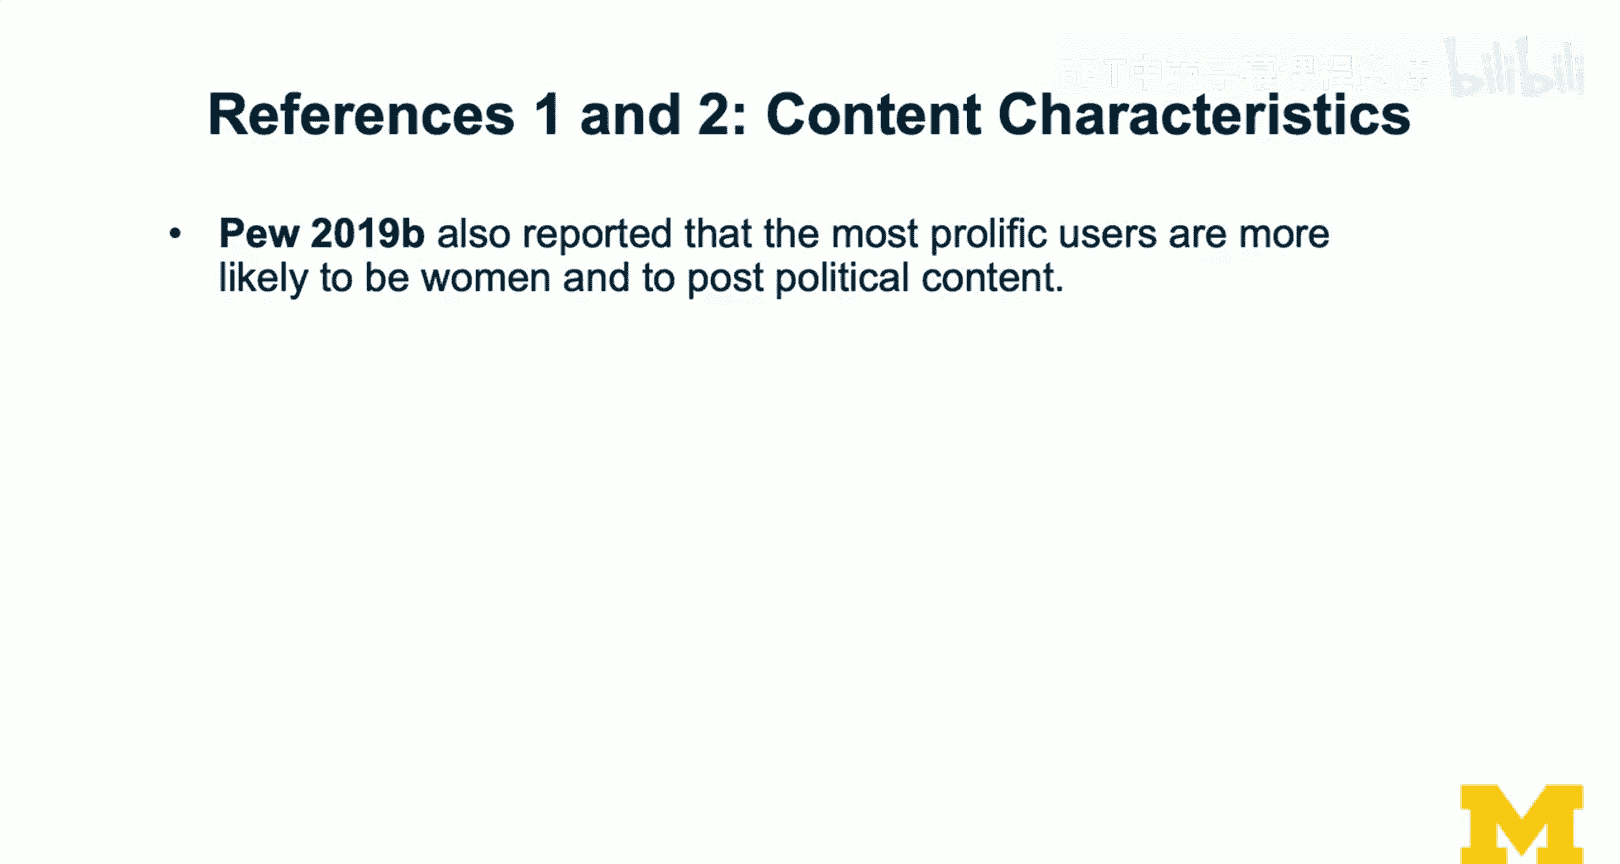 bilibili
References 1 and 2: Content Characteristics
• Pew 2019b also reported that the most prolific users are more
likely to be women and to post political content.
M